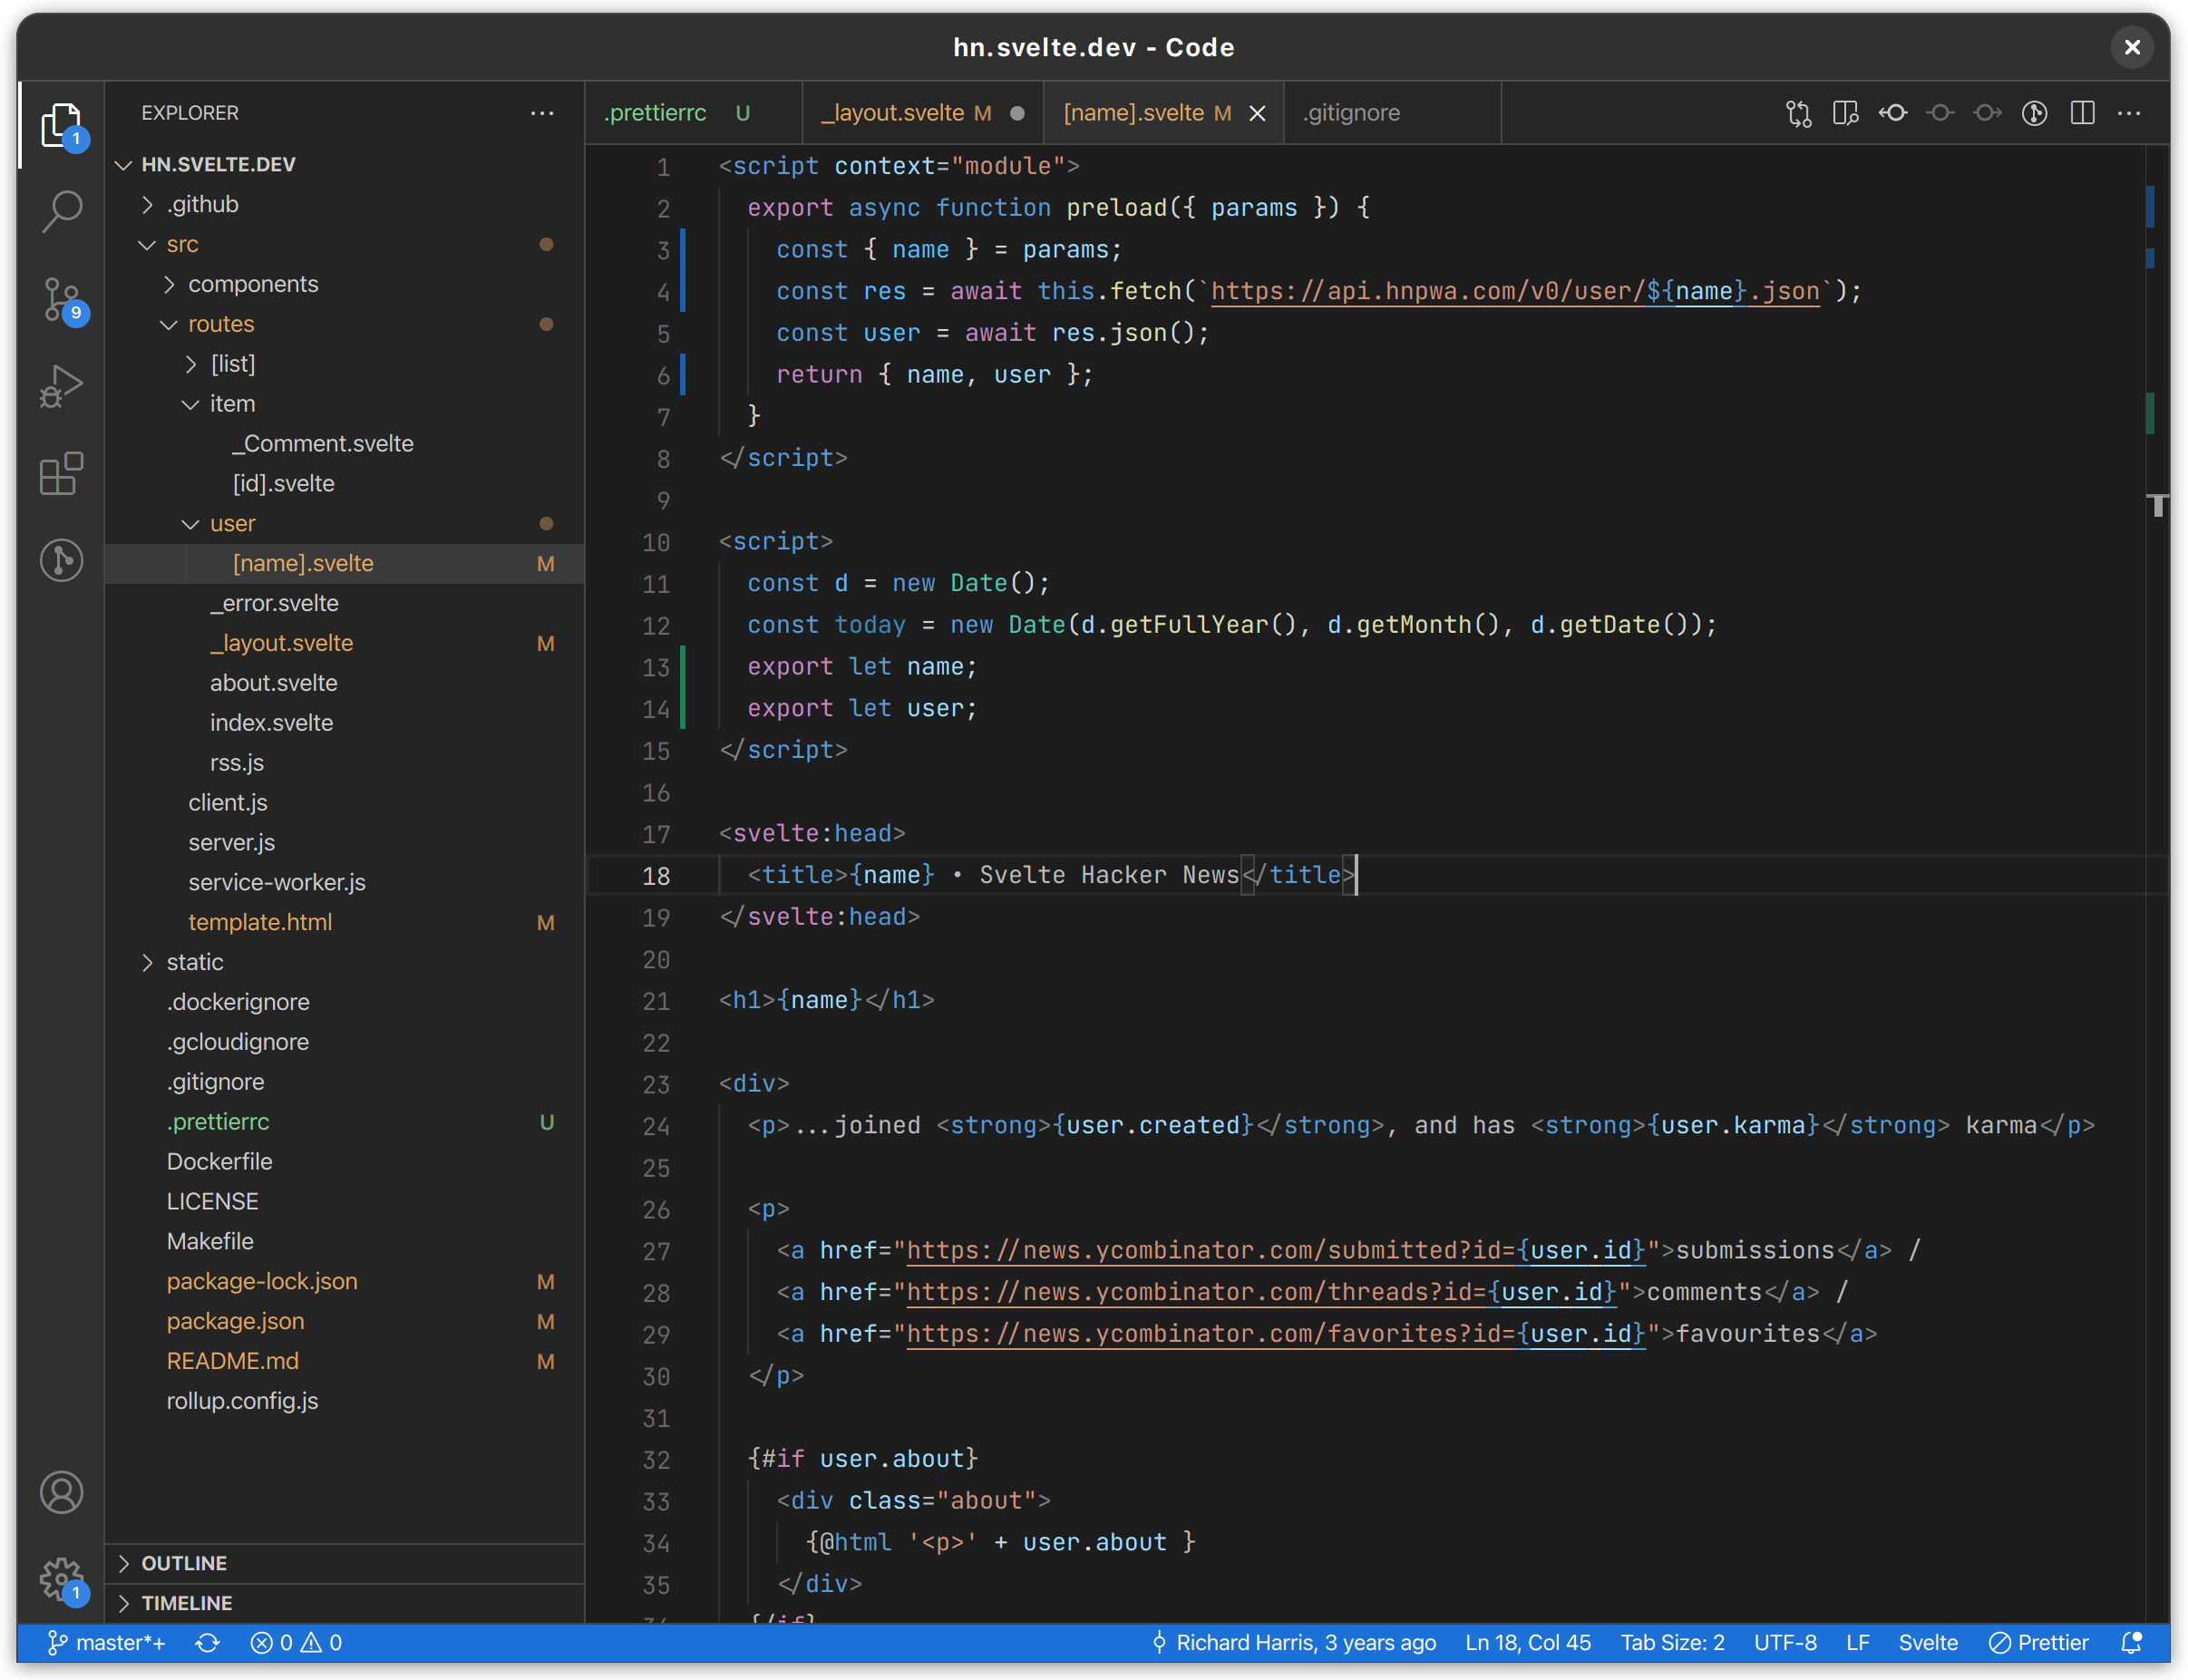 hn.svelte.dev - Code
EXPLORER
HN.SVELTE.DEV
.github
src
components
routes
[list]
item
_Comment.svelte
[id].svelte
user
[name].svelte M
_error.svelte
_layout.svelte M
about.svelte
index.svelte
rss.js
client.js
server.js
service-worker.js
template.html M
static
.dockerignore
.gcloudignore
.gitignore
.prettierrc U
Dockerfile
LICENSE
Makefile
package-lock.json M
package.json M
README.md M
rollup.config.js
OUTLINE
TIMELINE
1
9
1
.prettierrc U _layout.svelte M [name].svelte M .gitignore
1 <script context="module">
2 export async function preload({ params }) {
3 const { name } = params;
4 const res = await this.fetch(`https://api.hnpwa.com/v0/user/${name}.json`);
5 const user = await res.json();
6 return { name, user };
7 }
8 </script>
9
10 <script>
11 const d = new Date();
12 const today = new Date(d.getFullYear(), d.getMonth(), d.getDate());
13 export let name;
14 export let user;
15 </script>
16
17 <svelte:head>
18 <title>{name} • Svelte Hacker News</title>
19 </svelte:head>
20
21 <h1>{name}</h1>
22
23 <div>
24 <p>...joined <strong>{user.created}</strong>, and has <strong>{user.karma}</strong> karma</p>
25
26 <p>
27 <a href="https://news.ycombinator.com/submitted?id={user.id}">submissions</a> /
28 <a href="https://news.ycombinator.com/threads?id={user.id}">comments</a> /
29 <a href="https://news.ycombinator.com/favorites?id={user.id}">favourites</a>
30 </p>
31
32 {#if user.about}
33 <div class="about">
34 {@html '<p>' + user.about }
35 </div>
master*+ 0 0 Richard Harris, 3 years ago Ln 18, Col 45 Tab Size: 2 UTF-8 LF Svelte Prettier